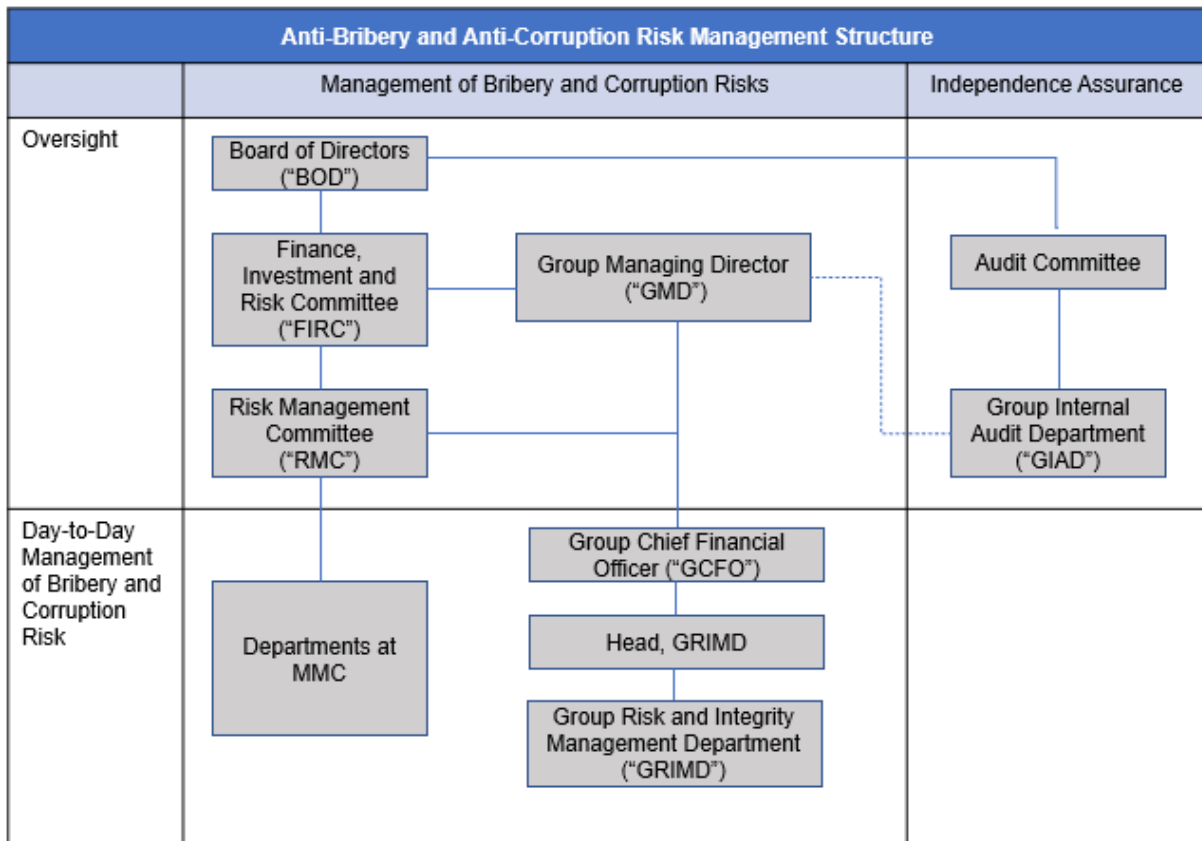 Anti-Bribery and Anti-Corruption Risk Management Structure
Management of Bribery and Corruption Risks
Independence Assurance
Oversight
Board of Directors
(“BOD”)
Finance,
Investment and
Risk Committee
(“FIRC”)
Group Managing Director
(“GMD”)
Audit Committee
Risk Management
Committee
(“RMC”)
Group Internal
Audit Department
(“GIAD”)
Day-to-Day
Management
of Bribery and
Corruption
Risk
Departments at
MMC
Group Chief Financial
Officer (“GCFO”)
Head, GRIMD
Group Risk and Integrity
Management Department
(“GRIMD”)